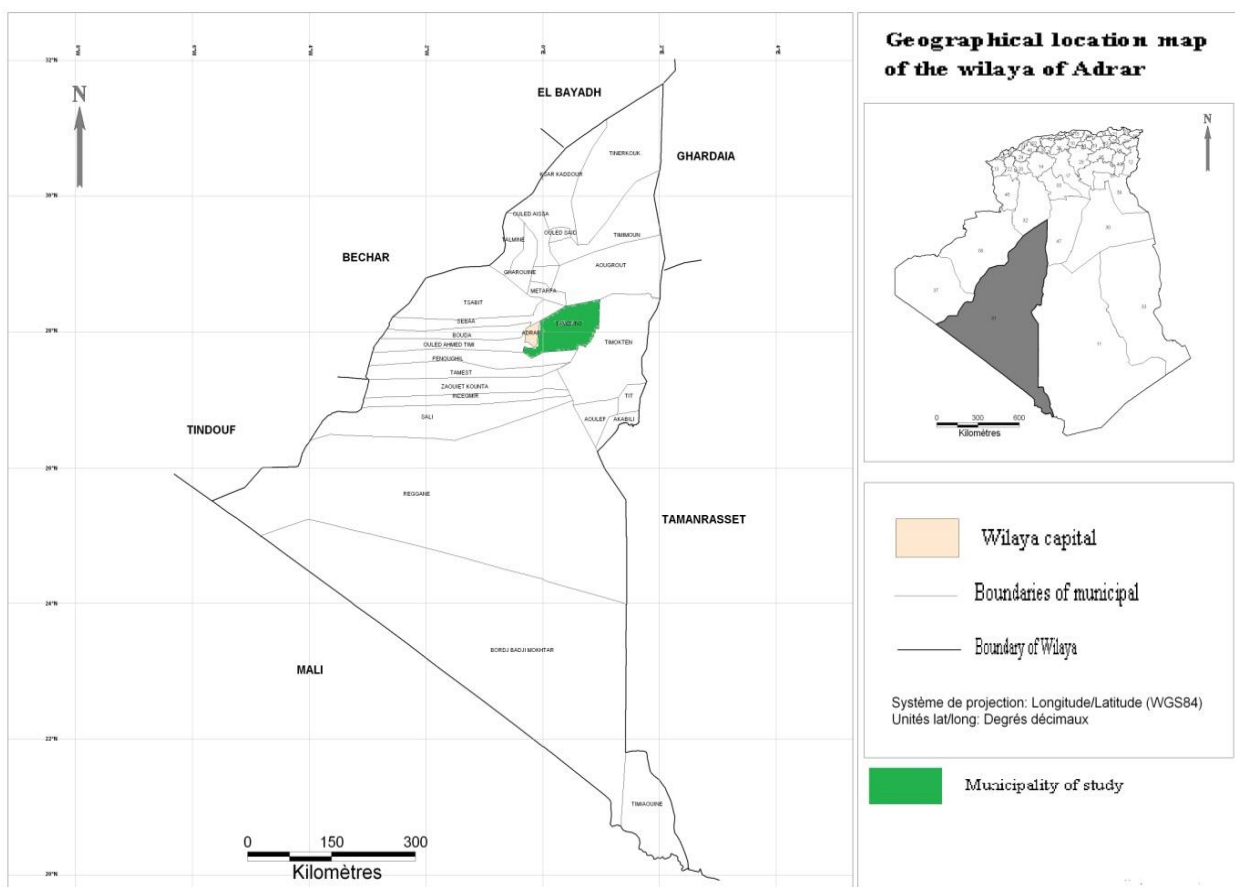 Geographical location map
of the wilaya of Adrar
32°N
30°N
28°N
26°N
24°N
22°N
20°N
N
EL BAYADH
GHARDAIA
BECHAR
TINDOUF
TAMANRASSET
MALI
TINERKOUK
KSAR KADDOUR
OULED AISSA
OULED SAID
TALMINE
TIMIMOUN
GHAROUINE
AOUGROUT
METARFA
TSABIT
SEBAA
BOUDA
ADRAR
OULED AHMED TIMI
TIMOKTEN
FENOUGHIL
TAMEST
ZAOUIET KOUNTA
INZEGMIR
TIT
SALI
AOULEF
AKABILI
REGGANE
BORDJ BADJI MOKHTAR
TIMIAOUINE
0 150 300
Kilomètres
N
0 300 600
Kilomètres
Wilaya capital
Boundaries of municipal
Boundary of Wilaya
Système de projection: Longitude/Latitude (WGS84)
Unités lat/long: Degrés décimaux
Municipality of study